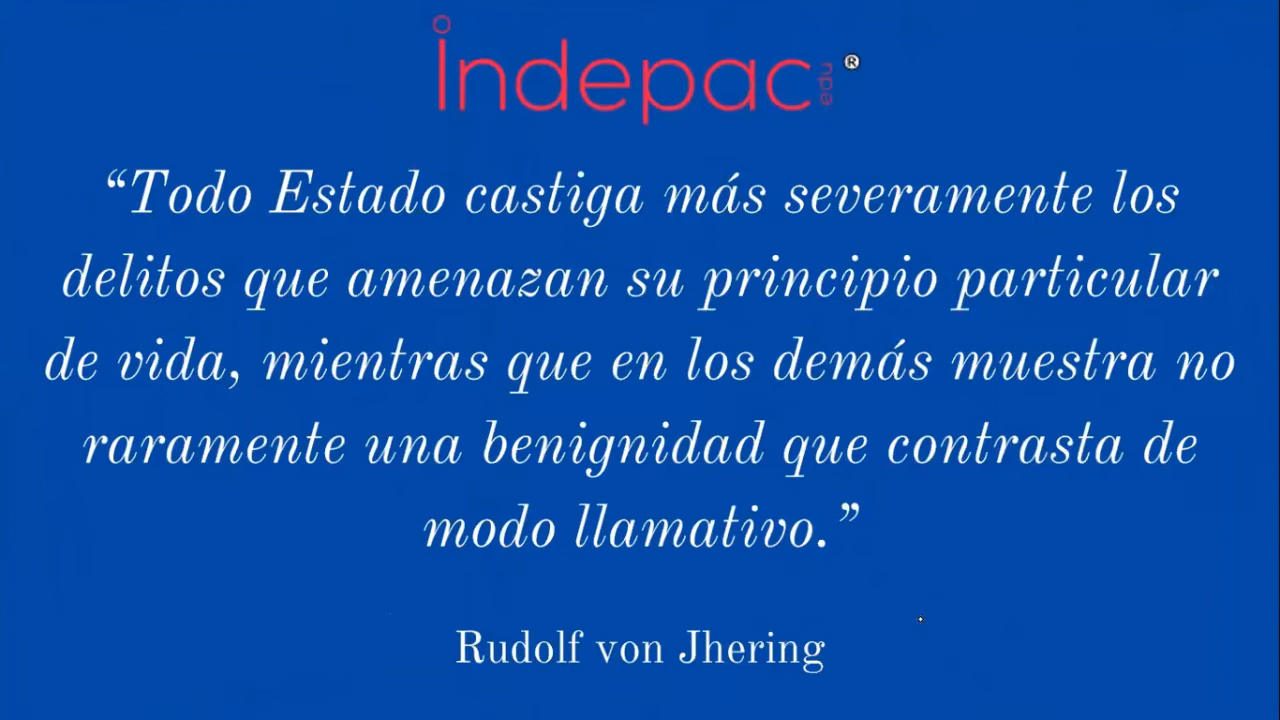 indepac edu ®
“Todo Estado castiga más severamente los
delitos que amenazan su principio particular
de vida, mientras que en los demás muestra no
raramente una benignidad que contrasta de
modo llamativo.”
Rudolf von Jhering